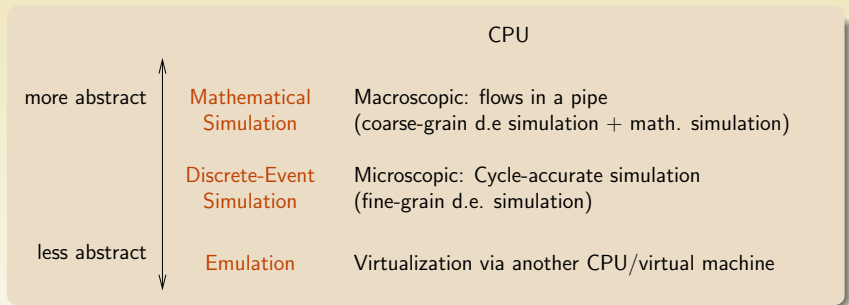 CPU
more abstract
Mathematical
Simulation
Macroscopic: flows in a pipe
(coarse-grain d.e simulation + math. simulation)
Discrete-Event
Simulation
Microscopic: Cycle-accurate simulation
(fine-grain d.e. simulation)
less abstract
Emulation
Virtualization via another CPU/virtual machine